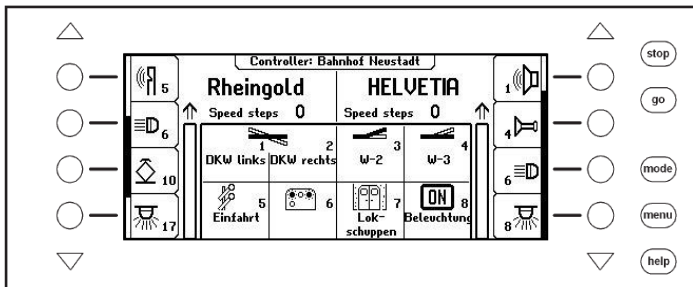 Controller: Bahnhof Neustadt
Rheingold HELVETIA
Speed steps 0 Speed steps 0
5 1
6 4
10 6
17 8
1 2 3 4
DKW links DKW rechts W-2 W-3
5 6 7 8
ON
Einfahrt Lok-schuppen Beleuchtung
stop
go
mode
menu
help